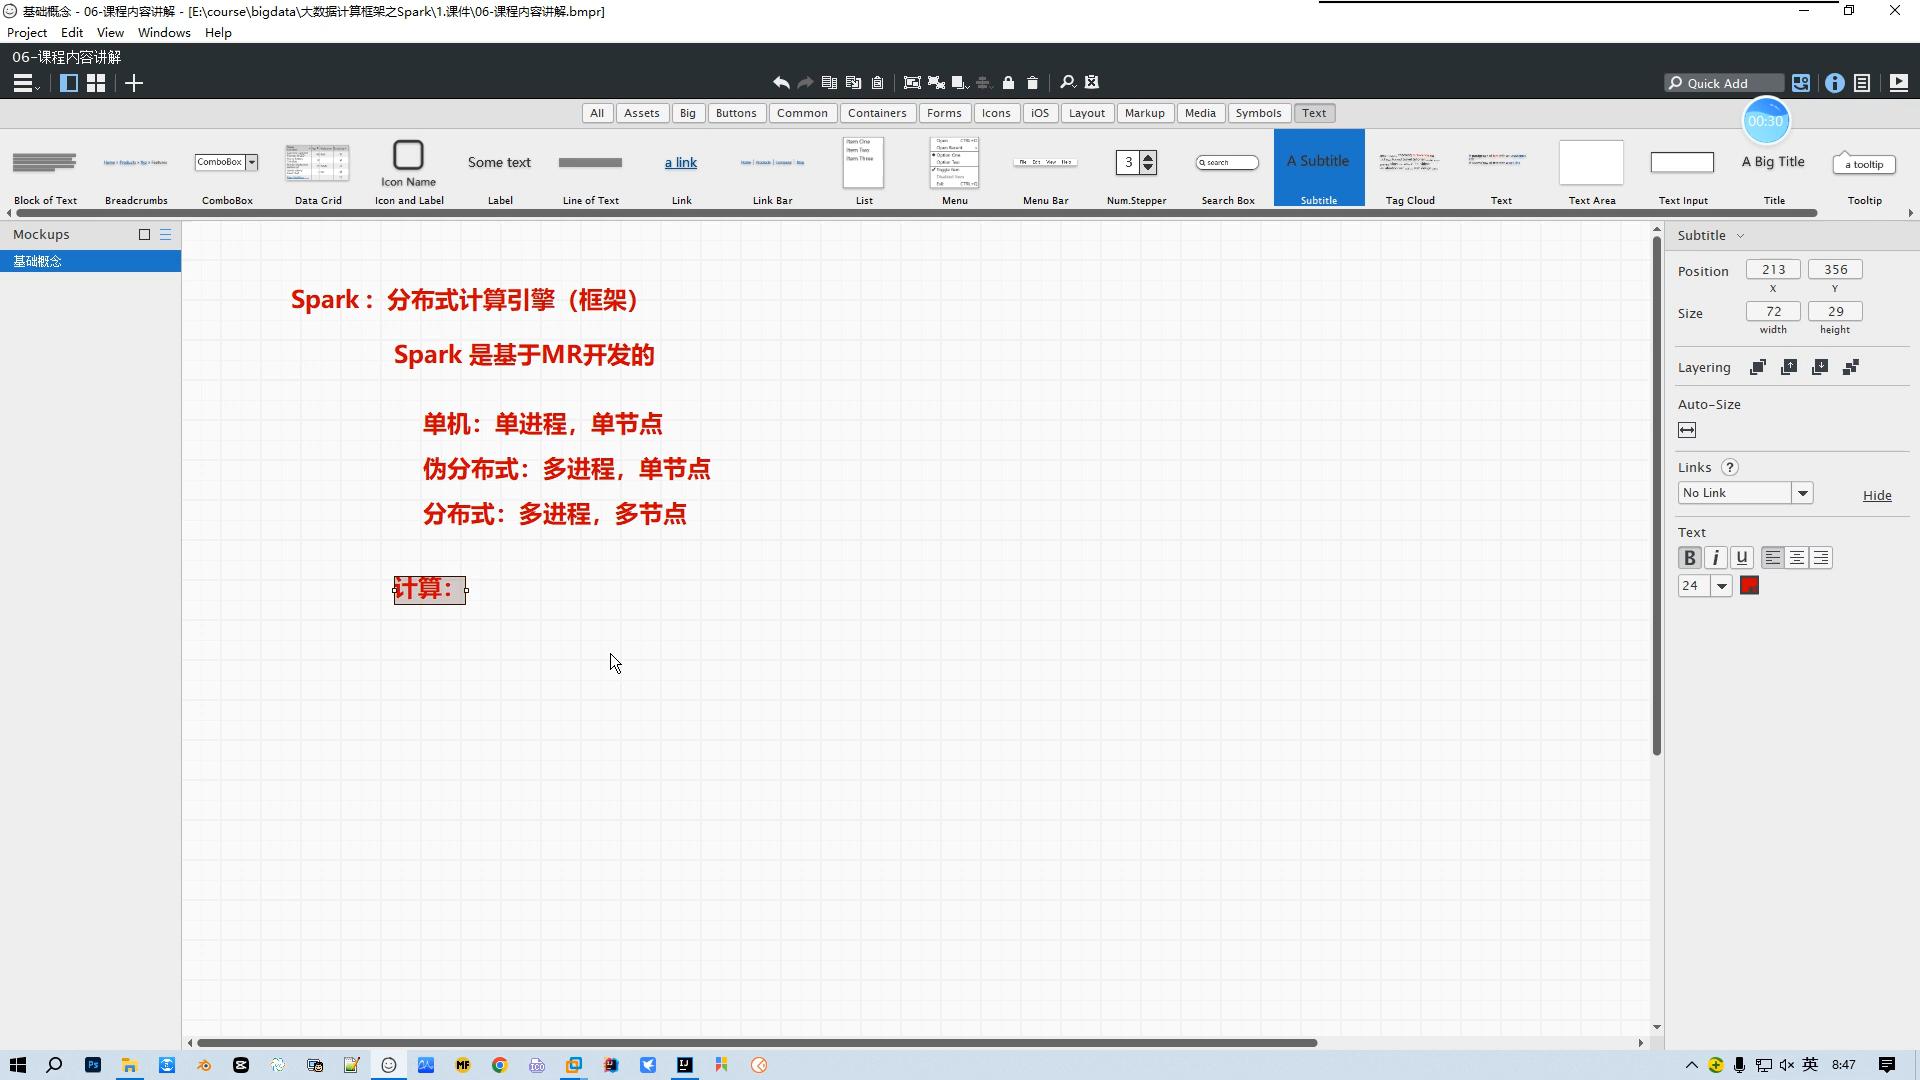 基础概念 - 06-课程内容讲解 - [E:\course\bigdata\大数据计算框架之Spark\1.课件\06-课程内容讲解.bmpr]
Project Edit View Windows Help
06-课程内容讲解
Quick Add
All Assets Big Buttons Common Containers Forms Icons iOS Layout Markup Media Symbols Text
00:30
ComboBox
Icon Name
Some text
a link
3
search
A Subtitle
A Big Title
a tooltip
Block of Text Breadcrumbs ComboBox Data Grid Icon and Label Label Line of Text Link Link Bar List Menu Menu Bar Num.Stepper Search Box Subtitle Tag Cloud Text Text Area Text Input Title Tooltip
Mockups
基础概念
Spark：分布式计算引擎（框架）
Spark 是基于MR开发的
单机：单进程，单节点
伪分布式：多进程，单节点
分布式：多进程，多节点
计算：
Subtitle
Position 213 356
X Y
Size 72 29
width height
Layering
Auto-Size
Links ?
No Link Hide
Text
B i U
24
英 8:47